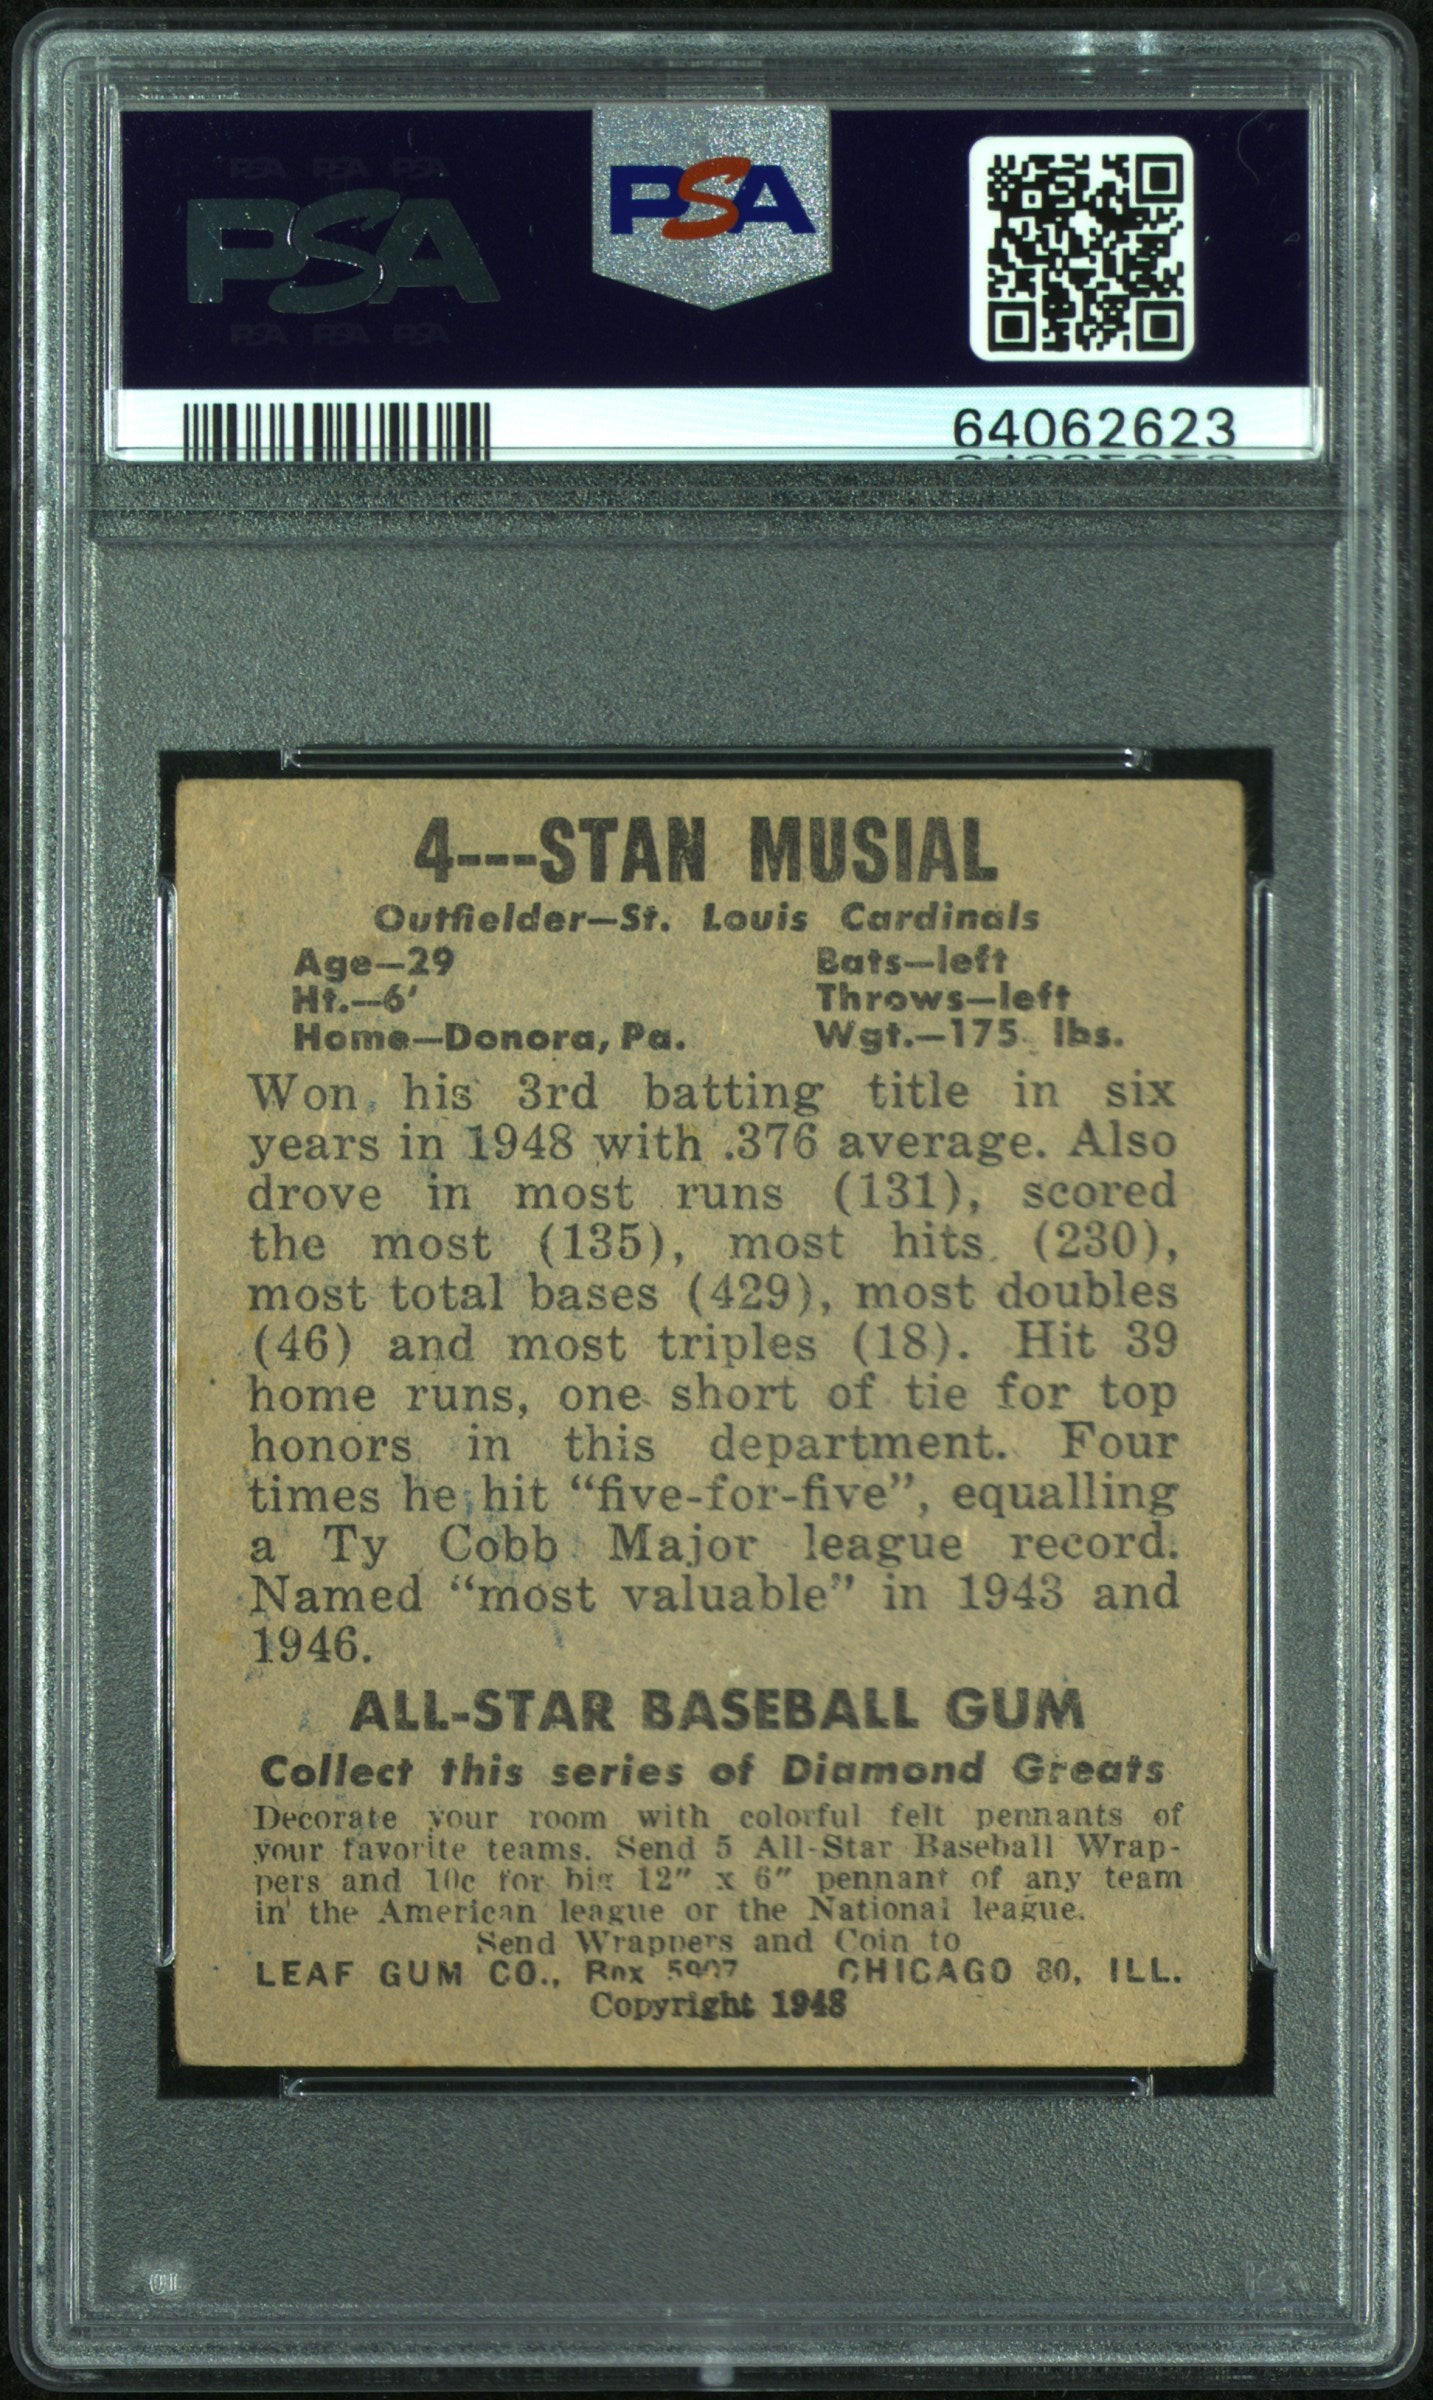 PSA PSA PSA
PSA
PSA PSA PSA
PSA
64062623
4---STAN MUSIAL
Outfielder—St. Louis Cardinals
Age—29 Bats—left
Ht.—6' Throws—left
Home—Donora, Pa. Wgt.—175 lbs.
Won his 3rd batting title in six
years in 1948 with .376 average. Also
drove in most runs (131), scored
the most (135), most hits (230),
most total bases (429), most doubles
(46) and most triples (18). Hit 39
home runs, one short of tie for top
honors in this department. Four
times he hit “five-for-five”, equalling
a Ty Cobb Major league record.
Named “most valuable” in 1943 and
1946.
ALL-STAR BASEBALL GUM
Collect this series of Diamond Greats
Decorate your room with colorful felt pennants of
your favorite teams. Send 5 All-Star Baseball Wrap-
pers and 10c for big 12″ x 6″ pennant of any team
in the American league or the National league.
Send Wrappers and Coin to
LEAF GUM CO., Box 5907 CHICAGO 80, ILL.
Copyright 1948